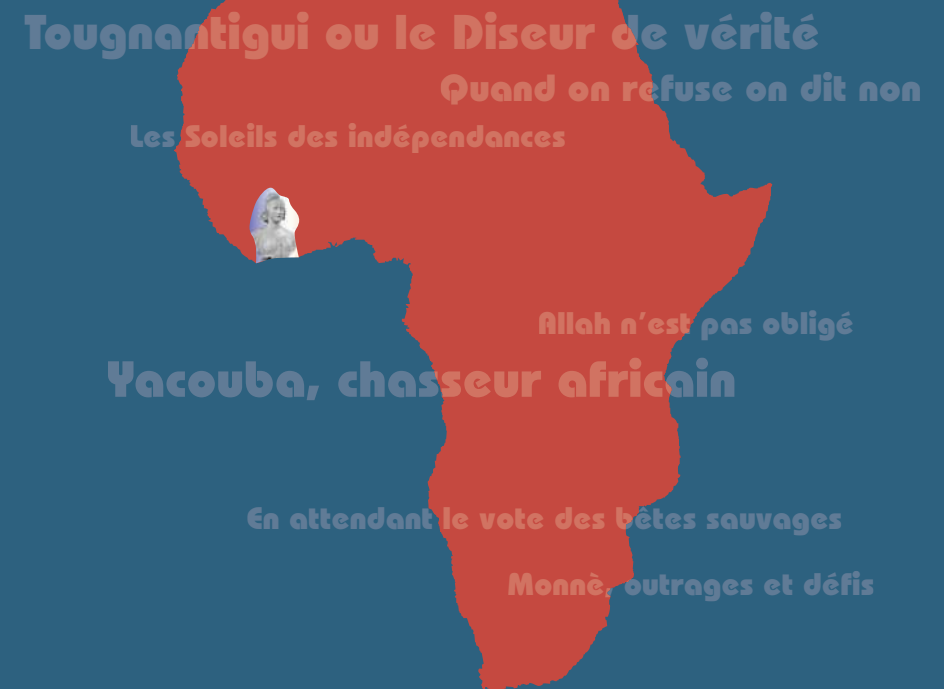 Tougnantigui ou le Diseur de vérité
Quand on refuse on dit non
Les Soleils des indépendances
Allah n’est pas obligé
Yacouba, chasseur africain
En attendant le vote des bêtes sauvages
Monnè, outrages et défis